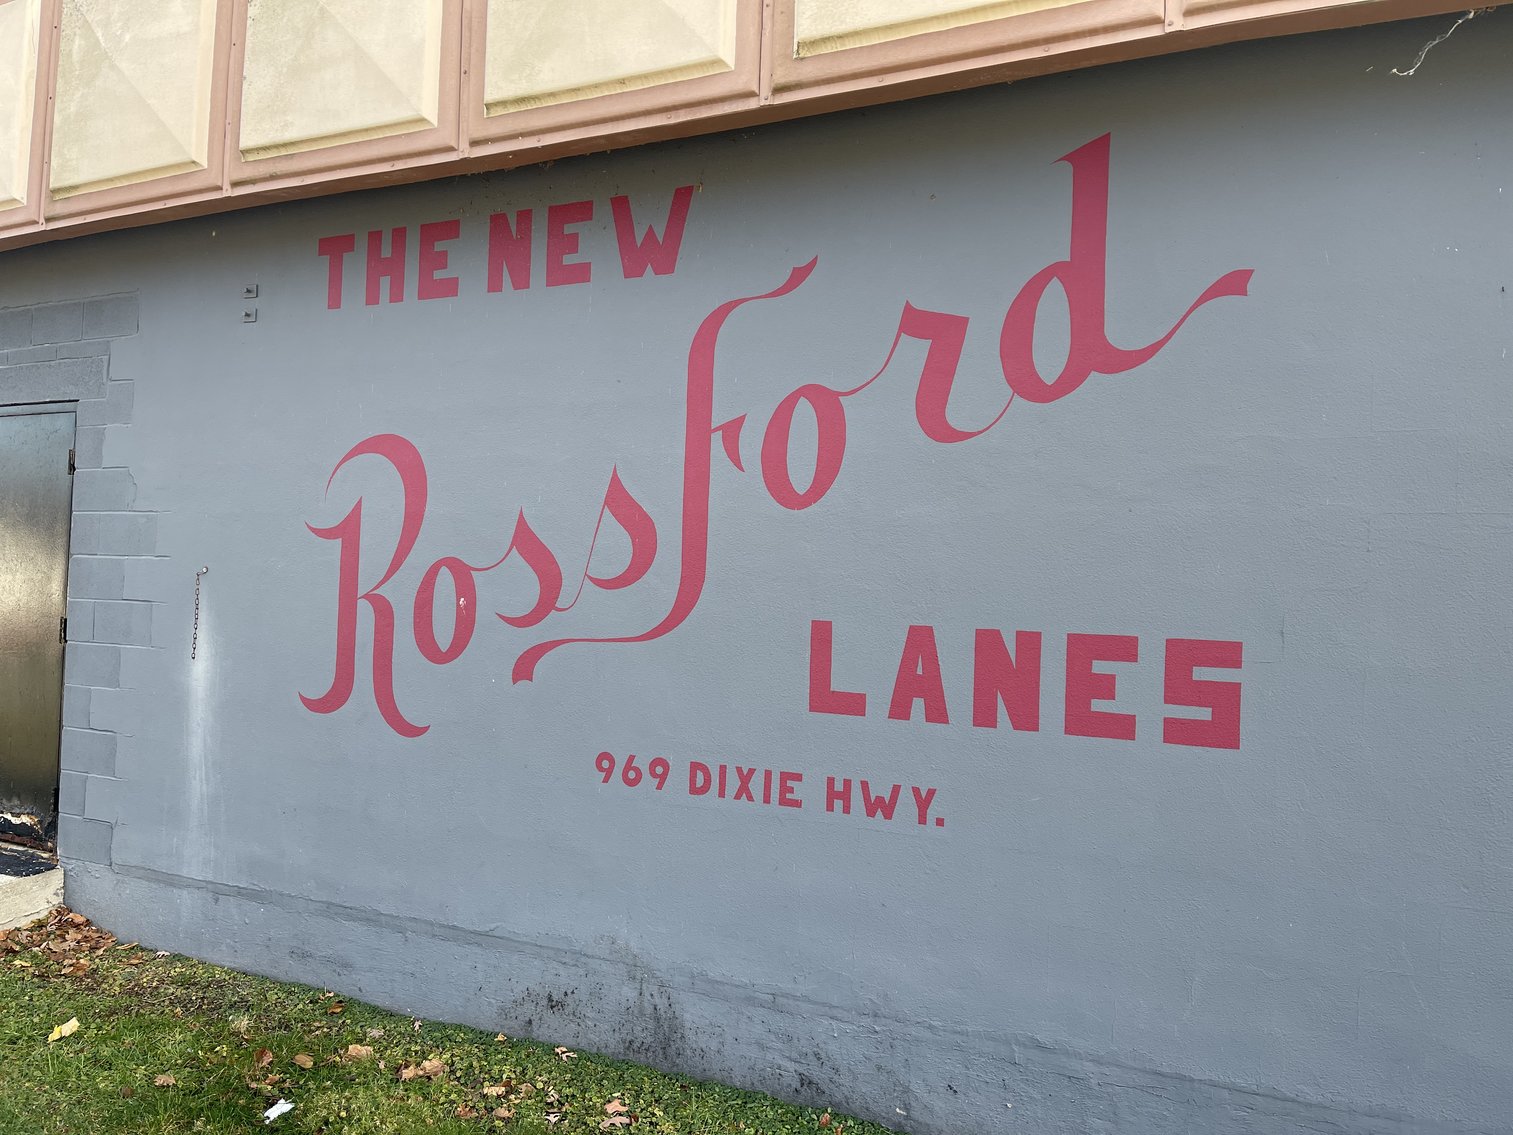 THE NEW
Rossford
LANES
969 DIXIE HWY.